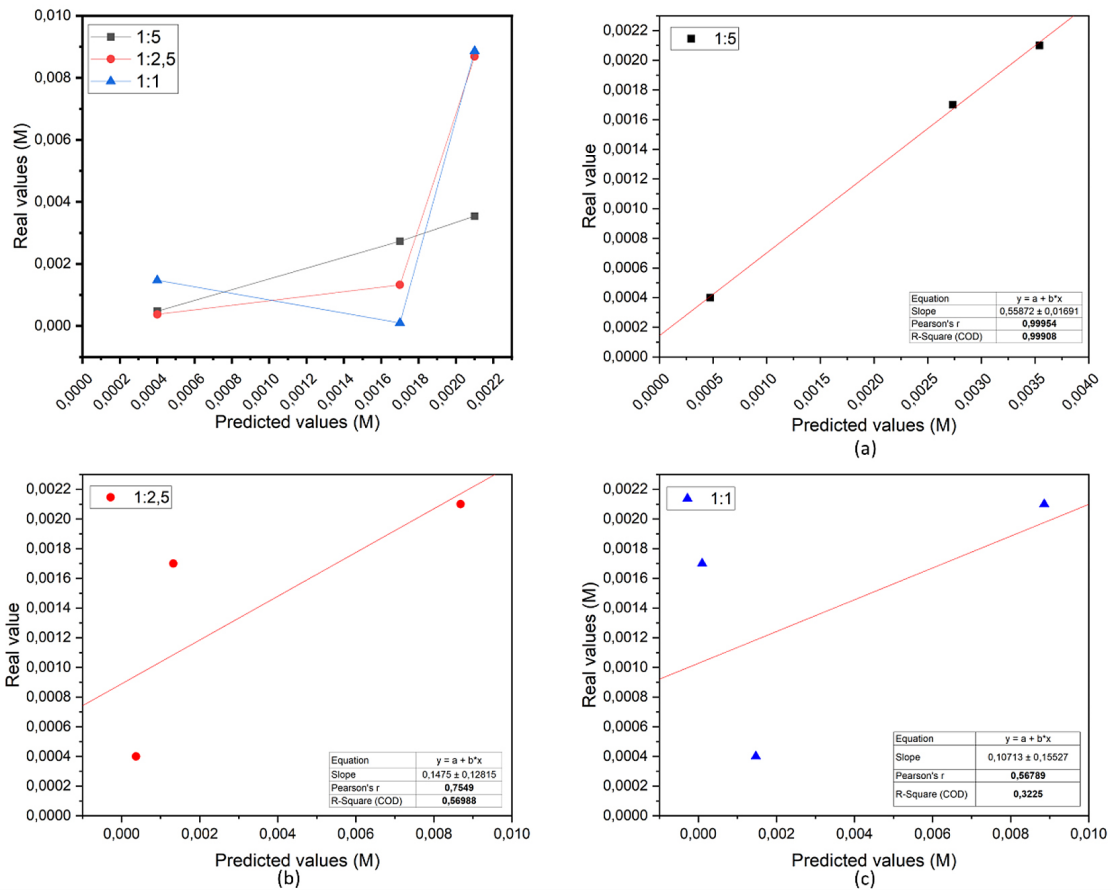 1:5
1:2,5
1:1
0,010
0,008
0,006
0,004
0,002
0,000
Real values (M)
0,0000
0,0002
0,0004
0,0006
0,0008
0,0010
0,0012
0,0014
0,0016
0,0018
0,0020
0,0022
Predicted values (M)
1:5
0,0022
0,0020
0,0018
0,0016
0,0014
0,0012
0,0010
0,0008
0,0006
0,0004
0,0002
0,0000
Real value
Equation y = a + b*x
Slope 0,55872 ± 0,01691
Pearson's r 0,99954
R-Square (COD) 0,99908
0,0000
0,0005
0,0010
0,0015
0,0020
0,0025
0,0030
0,0035
0,0040
Predicted values (M)
(a)
1:2,5
0,0022
0,0020
0,0018
0,0016
0,0014
0,0012
0,0010
0,0008
0,0006
0,0004
0,0002
0,0000
Real value
Equation y = a + b*x
Slope 0,1475 ± 0,12815
Pearson's r 0,7549
R-Square (COD) 0,56988
0,000 0,002 0,004 0,006 0,008 0,010
Predicted values (M)
(b)
1:1
0,0022
0,0020
0,0018
0,0016
0,0014
0,0012
0,0010
0,0008
0,0006
0,0004
0,0002
0,0000
Real values (M)
Equation y = a + b*x
Slope 0,10713 ± 0,15527
Pearson's r 0,56789
R-Square (COD) 0,3225
0,000 0,002 0,004 0,006 0,008 0,010
Predicted values (M)
(c)